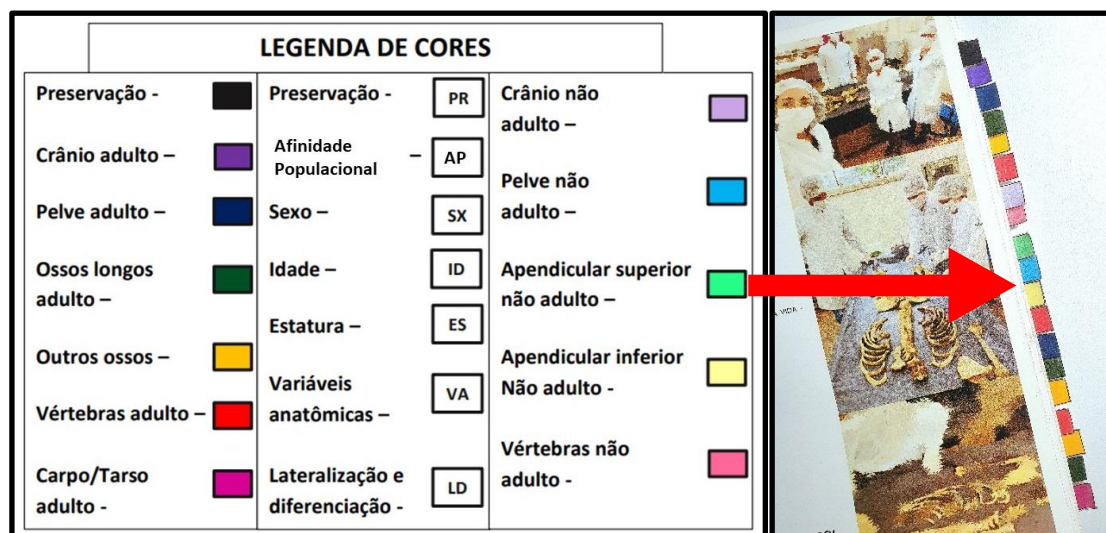 LEGENDA DE CORES
Preservação -
Crânio adulto –
Pelve adulto –
Ossos longos
adulto –
Outros ossos –
Vértebras adulto –
Carpo/Tarso
adulto -
Preservação - PR
Afinidade
Populacional – AP
Sexo – SX
Idade – ID
Estatura – ES
Variáveis
anatômicas – VA
Lateralização e
diferenciação - LD
Crânio não
adulto –
Pelve não
adulto –
Apendicular superior
não adulto –
Apendicular inferior
Não adulto -
Vértebras não
adulto -
VIDA -